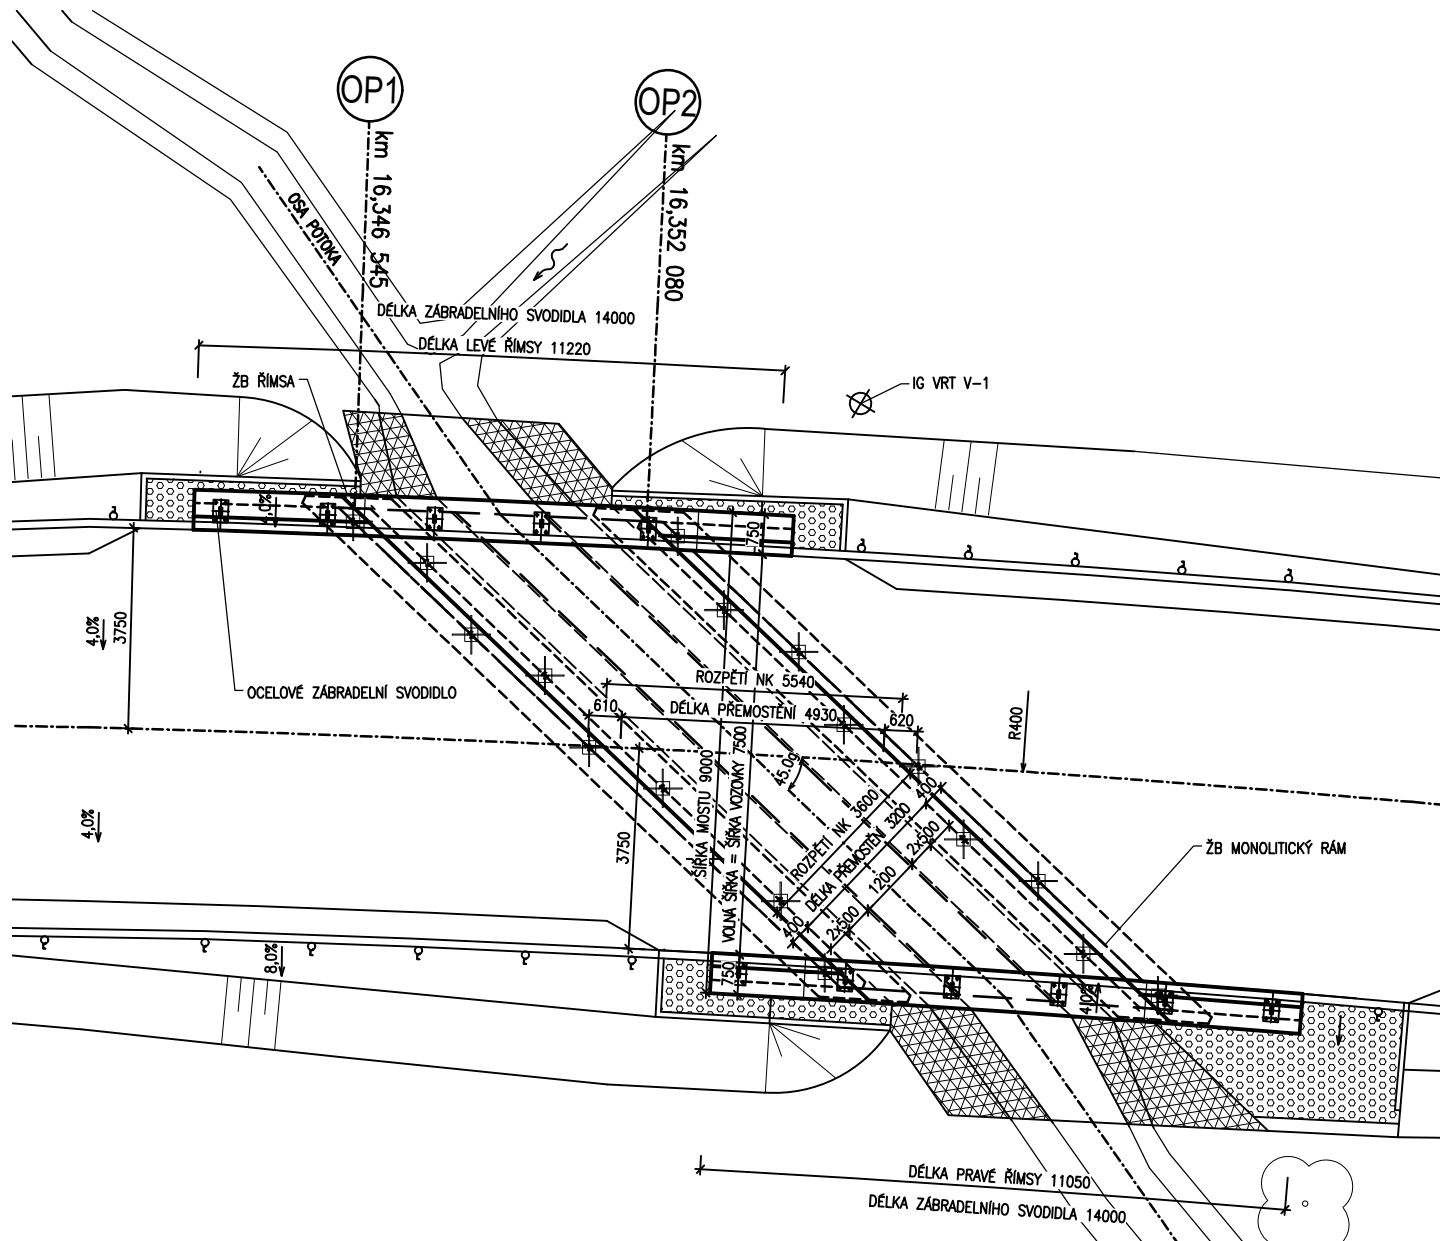 OP1
OP2
km 16,346 545
km 16,352 080
OSA POTOKA
DÉLKA ZÁBRADELNÍHO SVODIDLA 14000
DÉLKA LEVÉ ŘÍMSY 11220
ŽB ŘÍMSA
IG VRT V-1
4,0%
750
3750
4,0%
OCELOVÉ ZÁBRADELNÍ SVODIDLO
ROZPĚTÍ NK 5540
610
DÉLKA PŘEMOSTĚNÍ 4930
620
R400
45.0g
ŠÍŘKA MOSTU 9000
VOLNÁ ŠÍŘKA = ŠÍŘKA VOZOVKY 7500
4,0%
3750
ROZPĚTÍ NK 3600
400
DÉLKA PŘEMOSTĚNÍ 3200
2x500
1200
2x500
400
ŽB MONOLITICKÝ RÁM
8,0%
750
4,0%
DÉLKA PRAVÉ ŘÍMSY 11050
DÉLKA ZÁBRADELNÍHO SVODIDLA 14000